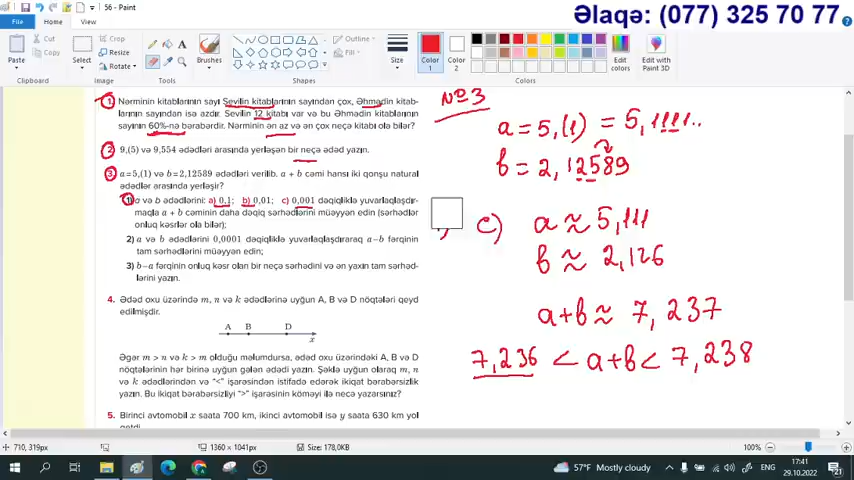 56 - Paint
Əlaqə: (077) 325 70 77
File
Home
View
Paste
Select
Crop
Resize
Rotate
Brushes
Outline
Fill
Size
Color 1
Color 2
Edit colors
Edit with Paint 3D
Clipboard
Image
Tools
Shapes
Colors
1. Nərminin kitablarının sayı Sevilin kitablarının sayından çox, Əhmədin kitab-
larının sayından isə azdır. Sevilin 12 kitabı var və bu Əhmədin kitablarının
sayının 60%-nə bərabərdir. Nərminin ən az və ən çox neçə kitabı ola bilər?
2. 9,(5) və 9,554 ədədləri arasında yerləşən bir neçə ədəd yazın.
3. a=5,(1) və b=2,12589 ədədləri verilib. a + b cəmi hansı iki qonşu natural
ədədlər arasında yerləşir?
1) a və b ədədlərini: a) 0,1; b) 0,01; c) 0,001 dəqiqliklə yuvarlaqlaşdır-
maqla a + b cəminin daha dəqiq sərhədlərini müəyyən edin (sərhədlər
onluq kəsrlər ola bilər);
2) a və b ədədlərini 0,0001 dəqiqliklə yuvarlaqlaşdıraraq a–b fərqinin
tam sərhədlərini müəyyən edin;
3) b–a fərqinin onluq kəsr olan bir neçə sərhədini və ən yaxın tam sərhəd-
lərini yazın.
4. Ədəd oxu üzərində m, n və k ədədlərinə uyğun A, B və D nöqtələri qeyd
edilmişdir.
A B D
x
Əgər m > n və k > m olduğu məlumdursa, ədəd oxu üzərindəki A, B və D
nöqtələrinin hər birinə uyğun gələn ədədi yazın. Şəklə uyğun olaraq m, n
və k ədədlərindən və “<” işarəsindən istifadə edərək ikiqat bərabərsizlik
yazın. Bu ikiqat bərabərsizliyi “>” işarəsinin köməyi ilə necə yazarsınız?
5. Birinci avtomobil x saata 700 km, ikinci avtomobil isə y saata 630 km yol
getdi.
№3
a = 5,(1) = 5,1111..
b = 2,12589
c) a ≈ 5,111
b ≈ 2,126
a+b ≈ 7,237
7,236 < a+b < 7,238
710, 319px
1360 × 1041px
Size: 178,0KB
100%
57°F Mostly cloudy
ENG
17:41
29.10.2022
21